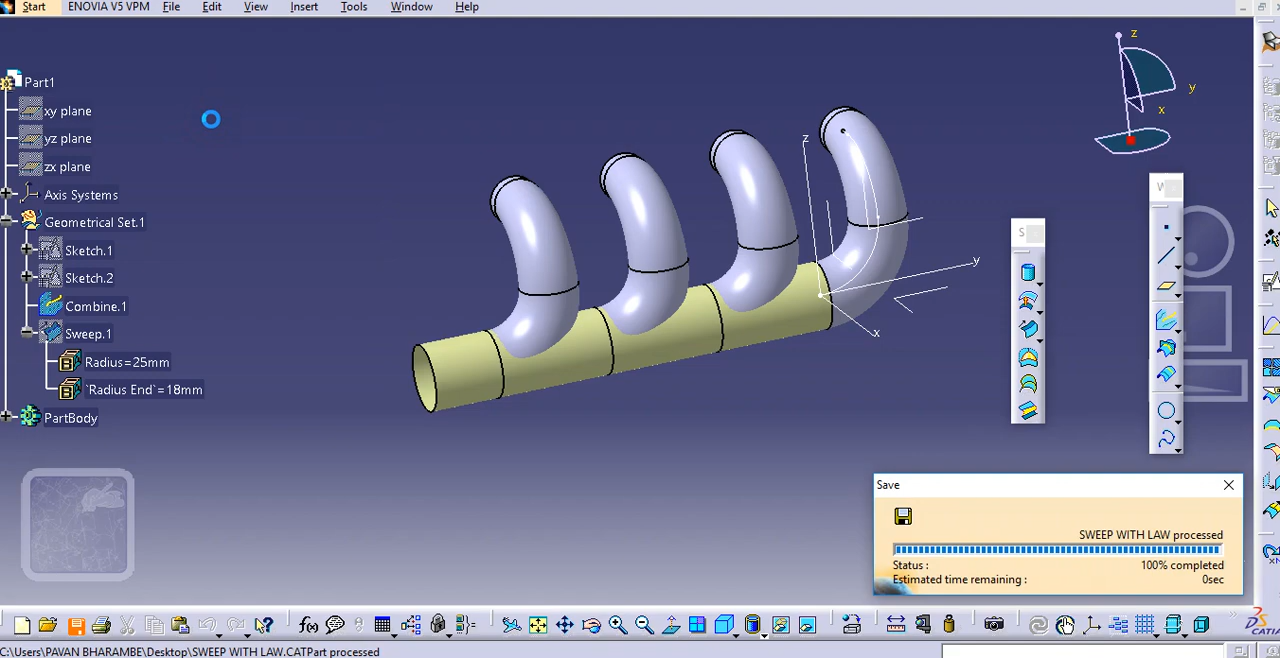 Start ENOVIA V5 VPM File Edit View Insert Tools Window Help
Part1
xy plane
yz plane
zx plane
Axis Systems
Geometrical Set.1
Sketch.1
Sketch.2
Combine.1
Sweep.1
Radius=25mm
`Radius End`=18mm
PartBody
z
y
x
z
y
x
S
W
Save
SWEEP WITH LAW processed
Status : 100% completed
Estimated time remaining : 0sec
f(x)
CATIA
C:\Users\PAVAN BHARAMBE\Desktop\SWEEP WITH LAW.CATPart processed